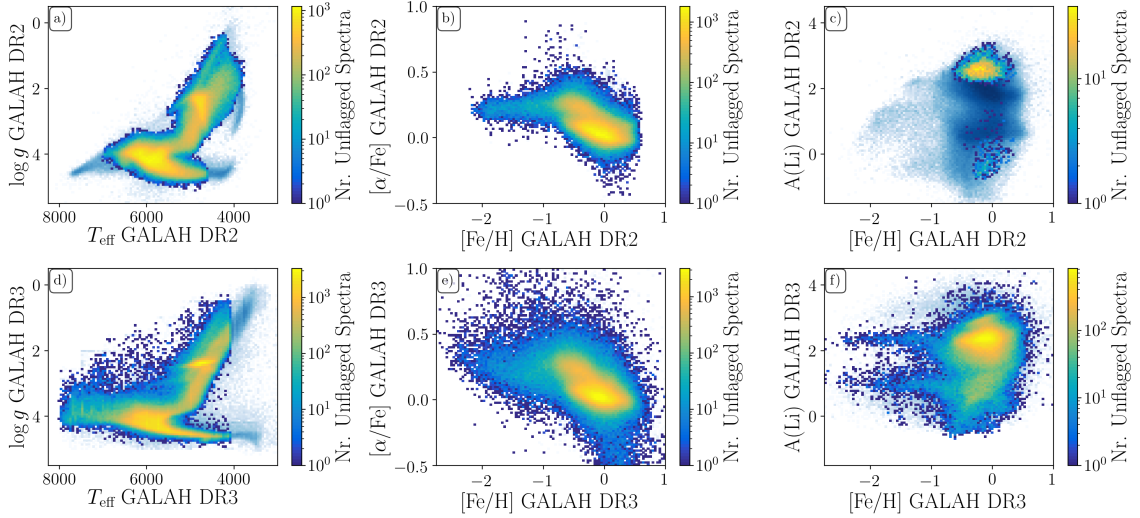 a)
log g GALAH DR2
0
2
4
8000
6000
4000
T_eff GALAH DR2
10^3
10^2
10^1
10^0
Nr. Unflagged Spectra
b)
[α/Fe] GALAH DR2
1.0
0.5
0.0
−0.5
−2
−1
0
1
[Fe/H] GALAH DR2
10^3
10^2
10^1
10^0
Nr. Unflagged Spectra
c)
A(Li) GALAH DR2
4
2
0
−2
−1
0
1
[Fe/H] GALAH DR2
10^1
10^0
Nr. Unflagged Spectra
d)
log g GALAH DR3
0
2
4
8000
6000
4000
T_eff GALAH DR3
10^3
10^2
10^1
10^0
Nr. Unflagged Spectra
e)
[α/Fe] GALAH DR3
1.0
0.5
0.0
−0.5
−2
−1
0
1
[Fe/H] GALAH DR3
10^3
10^2
10^1
10^0
Nr. Unflagged Spectra
f)
A(Li) GALAH DR3
4
2
0
−2
−1
0
1
[Fe/H] GALAH DR3
10^2
10^1
10^0
Nr. Unflagged Spectra